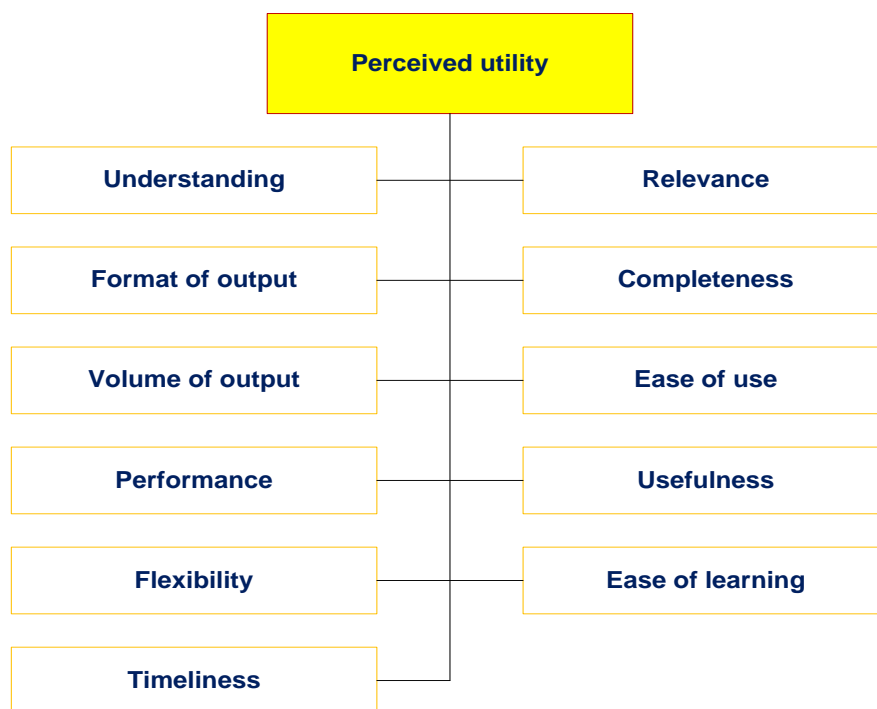 Perceived utility
Understanding
Relevance
Format of output
Completeness
Volume of output
Ease of use
Performance
Usefulness
Flexibility
Ease of learning
Timeliness